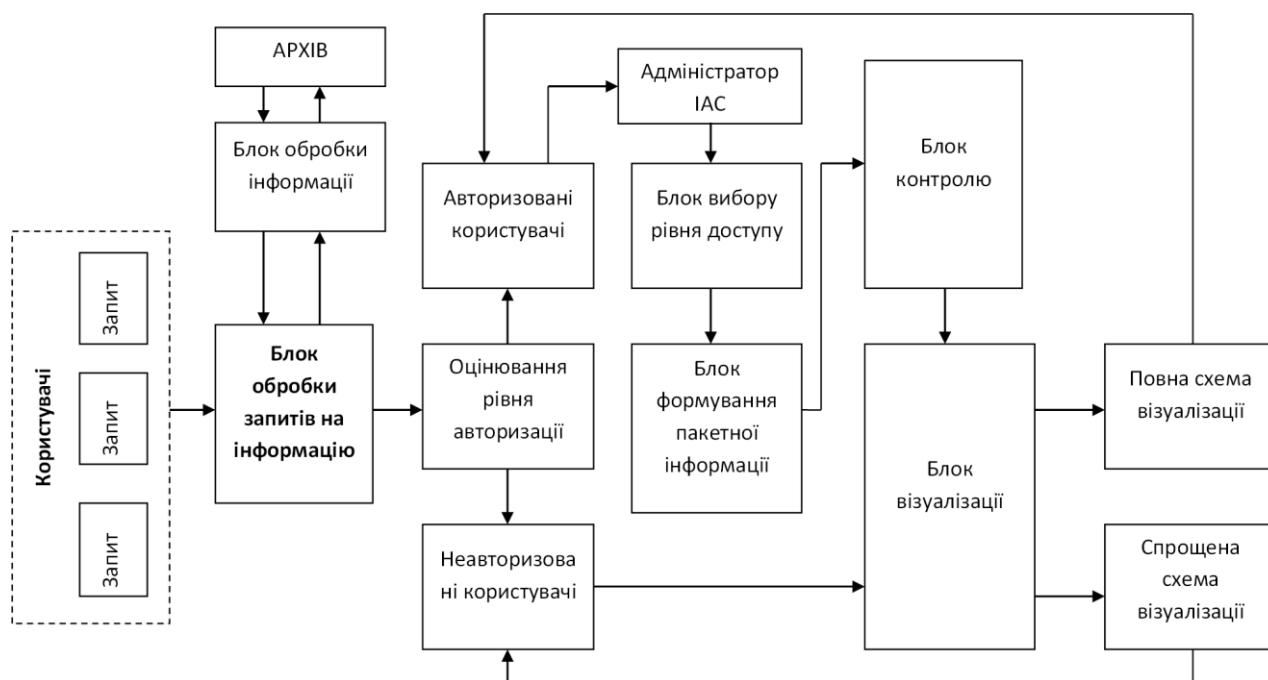 АРХІВ
Блок обробки
інформації
Користувачі
Запит
Запит
Запит
Блок
обробки
запитів на
інформацію
Авторизовані
користувачі
Оцінювання
рівня
авторизації
Неавторизова
ні користувачі
Адміністратор
ІАС
Блок вибору
рівня доступу
Блок
формування
пакетної
інформації
Блок
контролю
Блок
візуалізації
Повна схема
візуалізації
Спрощена
схема
візуалізації